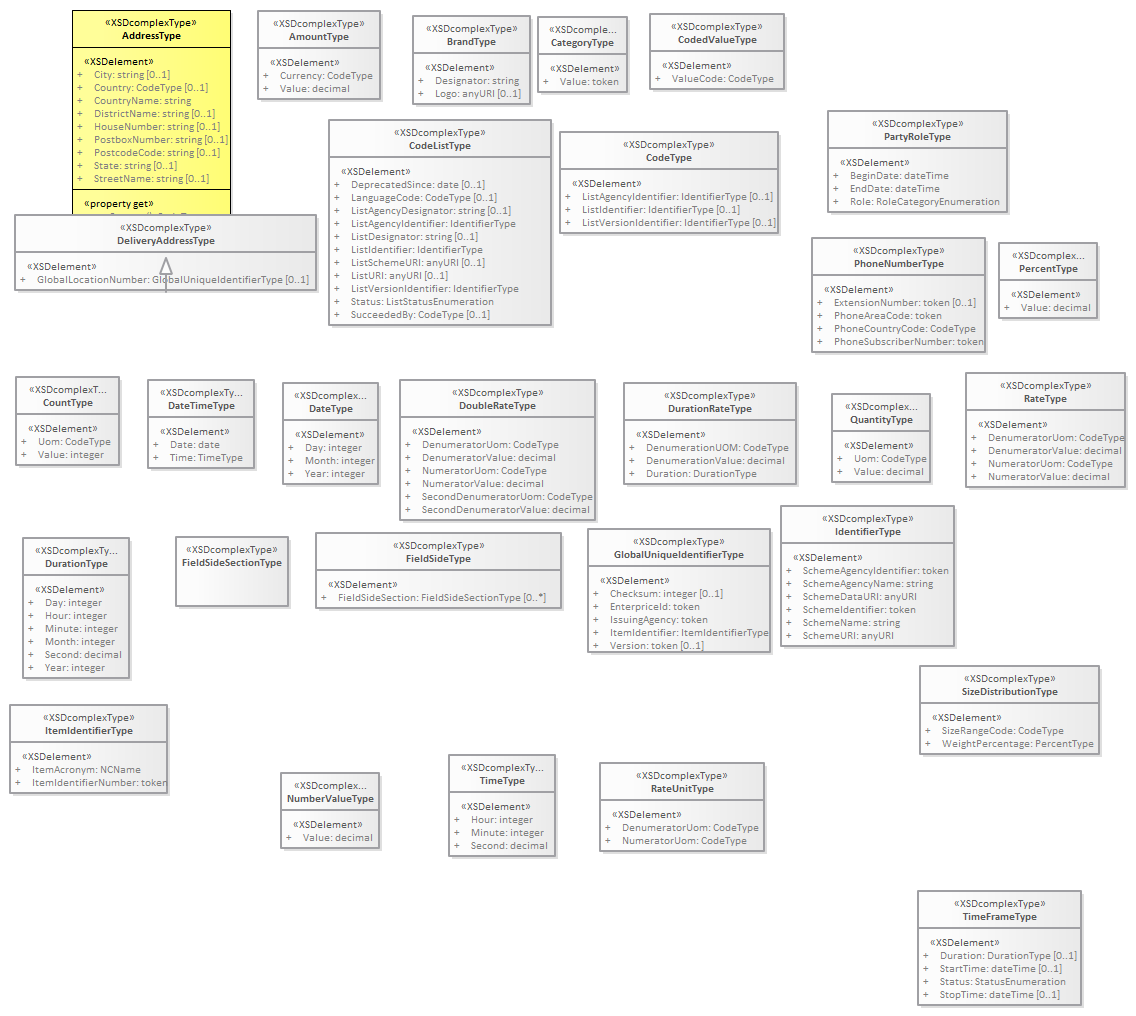 «XSDcomplexType»
AddressType
«XSDelement»
+ City: string [0..1]
+ Country: CodeType [0..1]
+ CountryName: string
+ DistrictName: string [0..1]
+ HouseNumber: string [0..1]
+ PostboxNumber: string [0..1]
+ PostcodeCode: string [0..1]
+ State: string [0..1]
+ StreetName: string [0..1]
«property get»
«XSDcomplexType»
DeliveryAddressType
«XSDelement»
+ GlobalLocationNumber: GlobalUniqueIdentifierType [0..1]
«XSDcomplexType»
AmountType
«XSDelement»
+ Currency: CodeType
+ Value: decimal
«XSDcomplexType»
BrandType
«XSDelement»
+ Designator: string
+ Logo: anyURI [0..1]
«XSDcomple...
CategoryType
«XSDelement»
+ Value: token
«XSDcomplexType»
CodedValueType
«XSDelement»
+ ValueCode: CodeType
«XSDcomplexType»
CodeListType
«XSDelement»
+ DeprecatedSince: date [0..1]
+ LanguageCode: CodeType [0..1]
+ ListAgencyDesignator: string [0..1]
+ ListAgencyIdentifier: IdentifierType
+ ListDesignator: string [0..1]
+ ListIdentifier: IdentifierType
+ ListSchemeURI: anyURI [0..1]
+ ListURI: anyURI [0..1]
+ ListVersionIdentifier: IdentifierType
+ Status: ListStatusEnumeration
+ SucceededBy: CodeType [0..1]
«XSDcomplexType»
CodeType
«XSDelement»
+ ListAgencyIdentifier: IdentifierType [0..1]
+ ListIdentifier: IdentifierType [0..1]
+ ListVersionIdentifier: IdentifierType [0..1]
«XSDcomplexType»
PartyRoleType
«XSDelement»
+ BeginDate: dateTime
+ EndDate: dateTime
+ Role: RoleCategoryEnumeration
«XSDcomplexType»
PhoneNumberType
«XSDelement»
+ ExtensionNumber: token [0..1]
+ PhoneAreaCode: token
+ PhoneCountryCode: CodeType
+ PhoneSubscriberNumber: token
«XSDcomple...
PercentType
«XSDelement»
+ Value: decimal
«XSDcomplexT...
CountType
«XSDelement»
+ Uom: CodeType
+ Value: integer
«XSDcomplexTy...
DateTimeType
«XSDelement»
+ Date: date
+ Time: TimeType
«XSDcomplex...
DateType
«XSDelement»
+ Day: integer
+ Month: integer
+ Year: integer
«XSDcomplexType»
DoubleRateType
«XSDelement»
+ DenumeratorUom: CodeType
+ DenumeratorValue: decimal
+ NumeratorUom: CodeType
+ NumeratorValue: decimal
+ SecondDenumeratorUom: CodeType
+ SecondDenumeratorValue: decimal
«XSDcomplexType»
DurationRateType
«XSDelement»
+ DenumerationUOM: CodeType
+ DenumerationValue: decimal
+ Duration: DurationType
«XSDcomplex...
QuantityType
«XSDelement»
+ Uom: CodeType
+ Value: decimal
«XSDcomplexType»
RateType
«XSDelement»
+ DenumeratorUom: CodeType
+ DenumeratorValue: decimal
+ NumeratorUom: CodeType
+ NumeratorValue: decimal
«XSDcomplexTy...
DurationType
«XSDelement»
+ Day: integer
+ Hour: integer
+ Minute: integer
+ Month: integer
+ Second: decimal
+ Year: integer
«XSDcomplexType»
FieldSideSectionType
«XSDcomplexType»
FieldSideType
«XSDelement»
+ FieldSideSection: FieldSideSectionType [0..*]
«XSDcomplexType»
GlobalUniqueIdentifierType
«XSDelement»
+ Checksum: integer [0..1]
+ EnterpriceId: token
+ IssuingAgency: token
+ ItemIdentifier: ItemIdentifierType
+ Version: token [0..1]
«XSDcomplexType»
IdentifierType
«XSDelement»
+ SchemeAgencyIdentifier: token
+ SchemeAgencyName: string
+ SchemeDataURI: anyURI
+ SchemeIdentifier: token
+ SchemeName: string
+ SchemeURI: anyURI
«XSDcomplexType»
SizeDistributionType
«XSDelement»
+ SizeRangeCode: CodeType
+ WeightPercentage: PercentType
«XSDcomplexType»
ItemIdentifierType
«XSDelement»
+ ItemAcronym: NCName
+ ItemIdentifierNumber: token
«XSDcomplex...
NumberValueType
«XSDelement»
+ Value: decimal
«XSDcomplexTy...
TimeType
«XSDelement»
+ Hour: integer
+ Minute: integer
+ Second: decimal
«XSDcomplexType»
RateUnitType
«XSDelement»
+ DenumeratorUom: CodeType
+ NumeratorUom: CodeType
«XSDcomplexType»
TimeFrameType
«XSDelement»
+ Duration: DurationType [0..1]
+ StartTime: dateTime [0..1]
+ Status: StatusEnumeration
+ StopTime: dateTime [0..1]